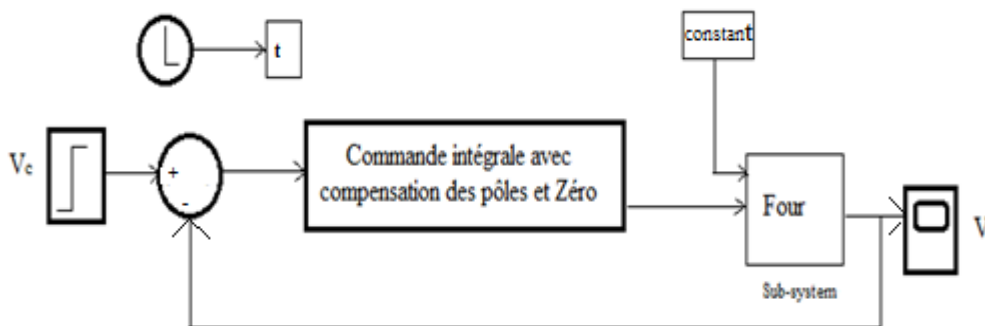 t
constant
Vc
+
-
Commande intégrale avec
compensation des pôles et Zéro
Four
V
Sub-system